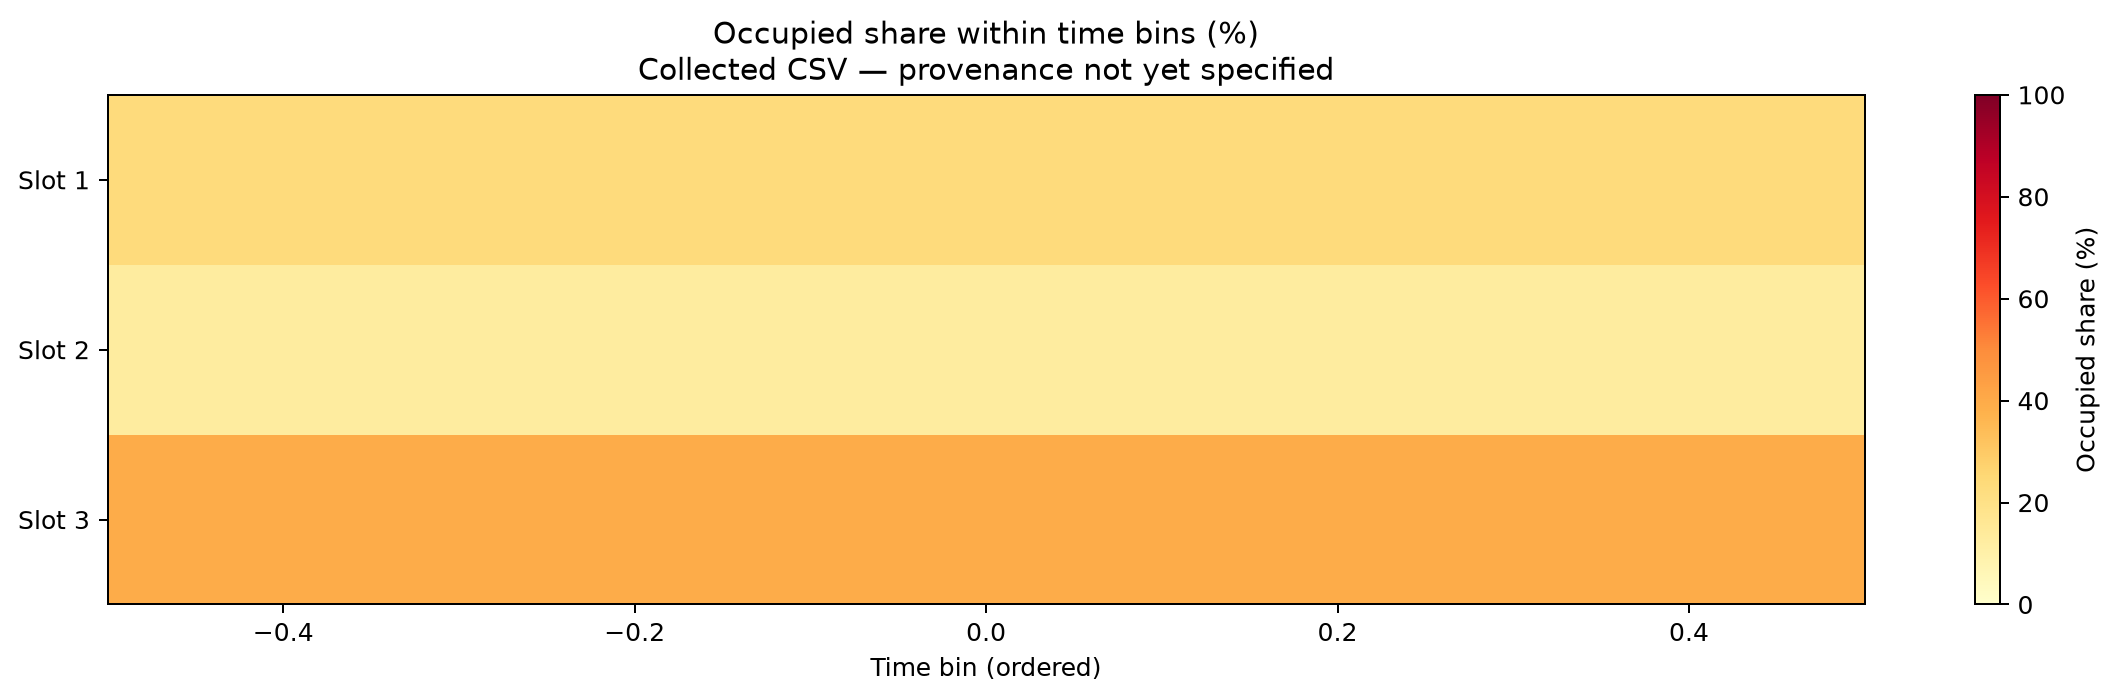 Occupied share within time bins (%)
Collected CSV — provenance not yet specified
Slot 1
Slot 2
Slot 3
−0.4
−0.2
0.0
0.2
0.4
Time bin (ordered)
100
80
60
40
20
0
Occupied share (%)